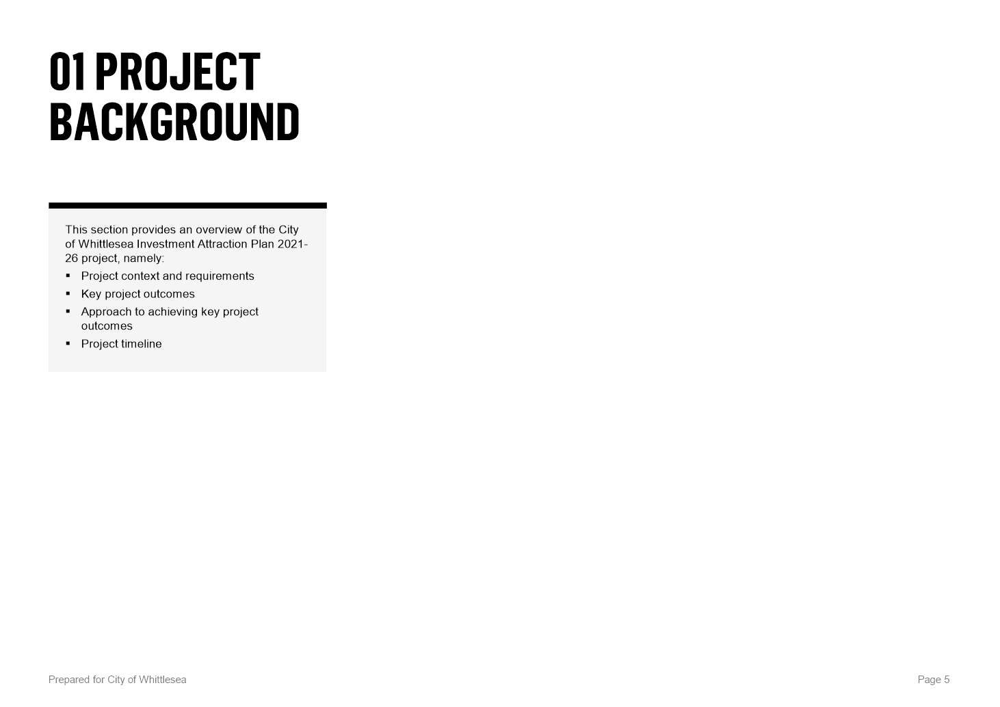 01 PROJECT
BACKGROUND
This section provides an overview of the City
of Whittlesea Investment Attraction Plan 2021-
26 project, namely:
▪ Project context and requirements
▪ Key project outcomes
▪ Approach to achieving key project
outcomes
▪ Project timeline
Prepared for City of Whittlesea
Page 5